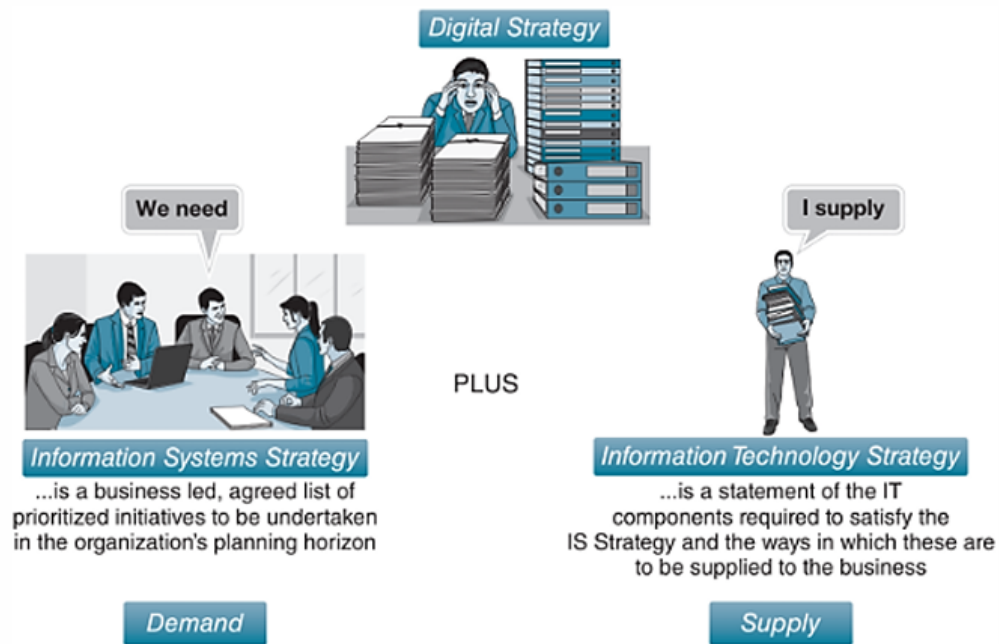 Digital Strategy
We need
I supply
PLUS
Information Systems Strategy
...is a business led, agreed list of
prioritized initiatives to be undertaken
in the organization's planning horizon
Information Technology Strategy
...is a statement of the IT
components required to satisfy the
IS Strategy and the ways in which these are
to be supplied to the business
Demand
Supply